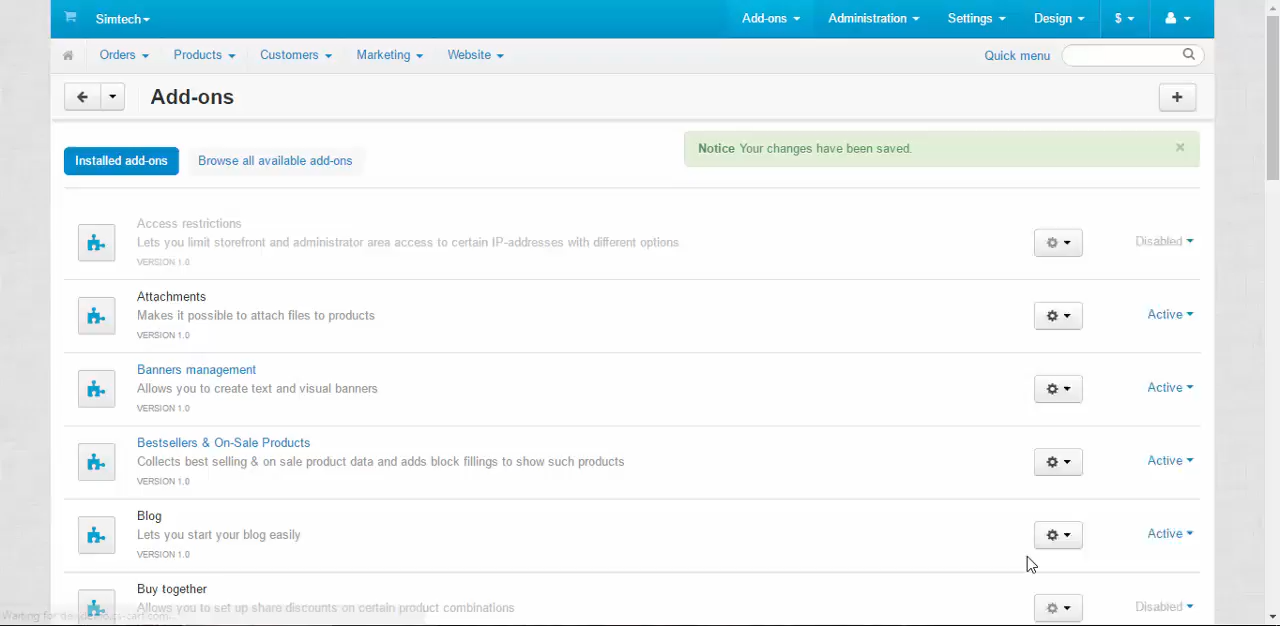 Simtech
Add-ons Administration Settings Design $
Orders Products Customers Marketing Website Quick menu
Add-ons
Installed add-ons Browse all available add-ons
Notice Your changes have been saved. ×
Access restrictions
Lets you limit storefront and administrator area access to certain IP-addresses with different options
VERSION 1.0
Disabled
Attachments
Makes it possible to attach files to products
VERSION 1.0
Active
Banners management
Allows you to create text and visual banners
VERSION 1.0
Active
Bestsellers & On-Sale Products
Collects best selling & on sale product data and adds block fillings to show such products
VERSION 1.0
Active
Blog
Lets you start your blog easily
VERSION 1.0
Active
Buy together
Allows you to set up share discounts on certain product combinations
Disabled
Waiting for